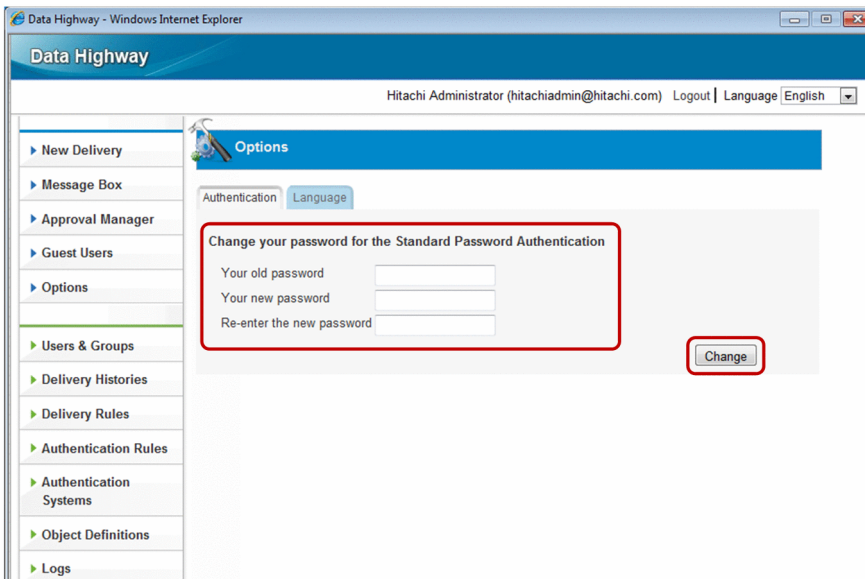 Data Highway - Windows Internet Explorer
Data Highway
Hitachi Administrator (hitachiadmin@hitachi.com) Logout | Language English
New Delivery
Message Box
Approval Manager
Guest Users
Options
Users & Groups
Delivery Histories
Delivery Rules
Authentication Rules
Authentication
Systems
Object Definitions
Logs
Options
Authentication Language
Change your password for the Standard Password Authentication
Your old password
Your new password
Re-enter the new password
Change